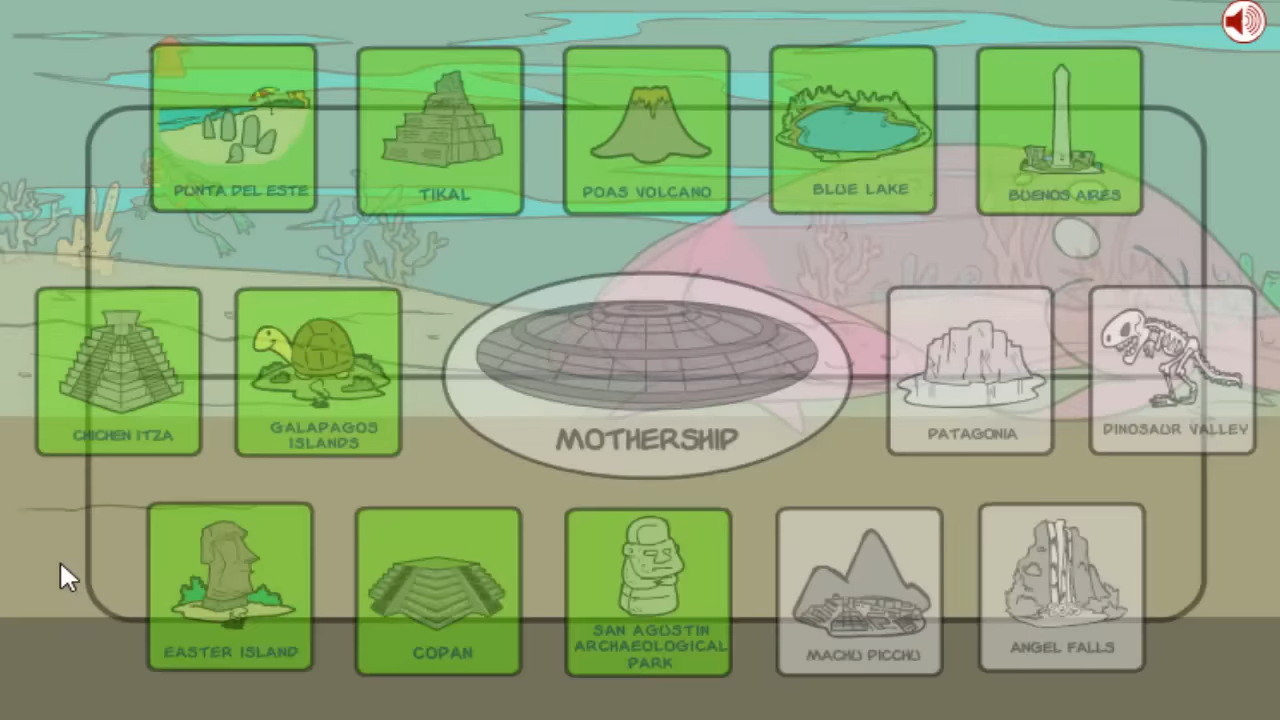 PUNTA DEL ESTE
TIKAL
POAS VOLCANO
BLUE LAKE
BUENOS AIRES
CHICHEN ITZA
GALAPAGOS
ISLANDS
MOTHERSHIP
PATAGONIA
DINOSAUR VALLEY
EASTER ISLAND
COPAN
SAN AGUSTIN
ARCHAEOLOGICAL
PARK
MACHU PICCHU
ANGEL FALLS